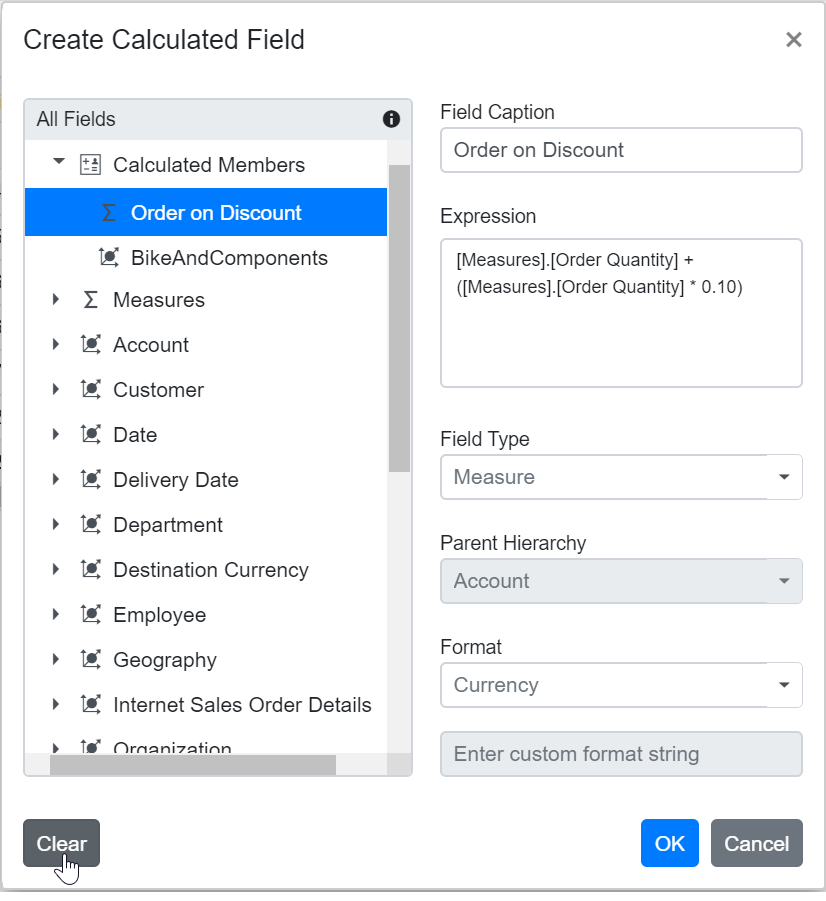 Create Calculated Field
×
All Fields
Calculated Members
Order on Discount
BikeAndComponents
Measures
Account
Customer
Date
Delivery Date
Department
Destination Currency
Employee
Geography
Internet Sales Order Details
Organization
Field Caption
Order on Discount
Expression
[Measures].[Order Quantity] +
([Measures].[Order Quantity] * 0.10)
Field Type
Measure
Parent Hierarchy
Account
Format
Currency
Enter custom format string
Clear
OK
Cancel